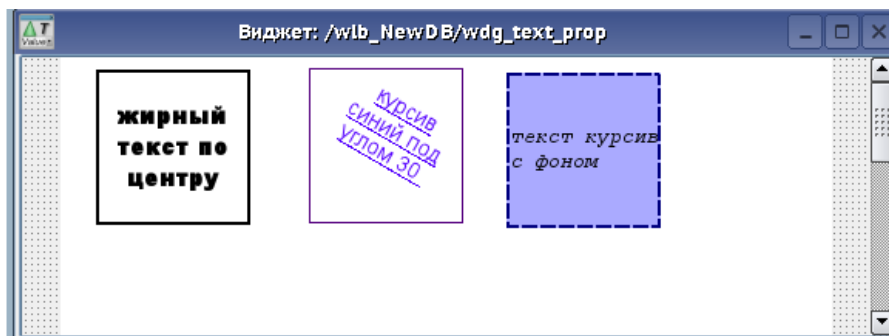 Виджет: /wlb_NewDB/wdg_text_prop
жирный
текст по
центру
курсив
синий под
углом 30
текст курсив
с фоном